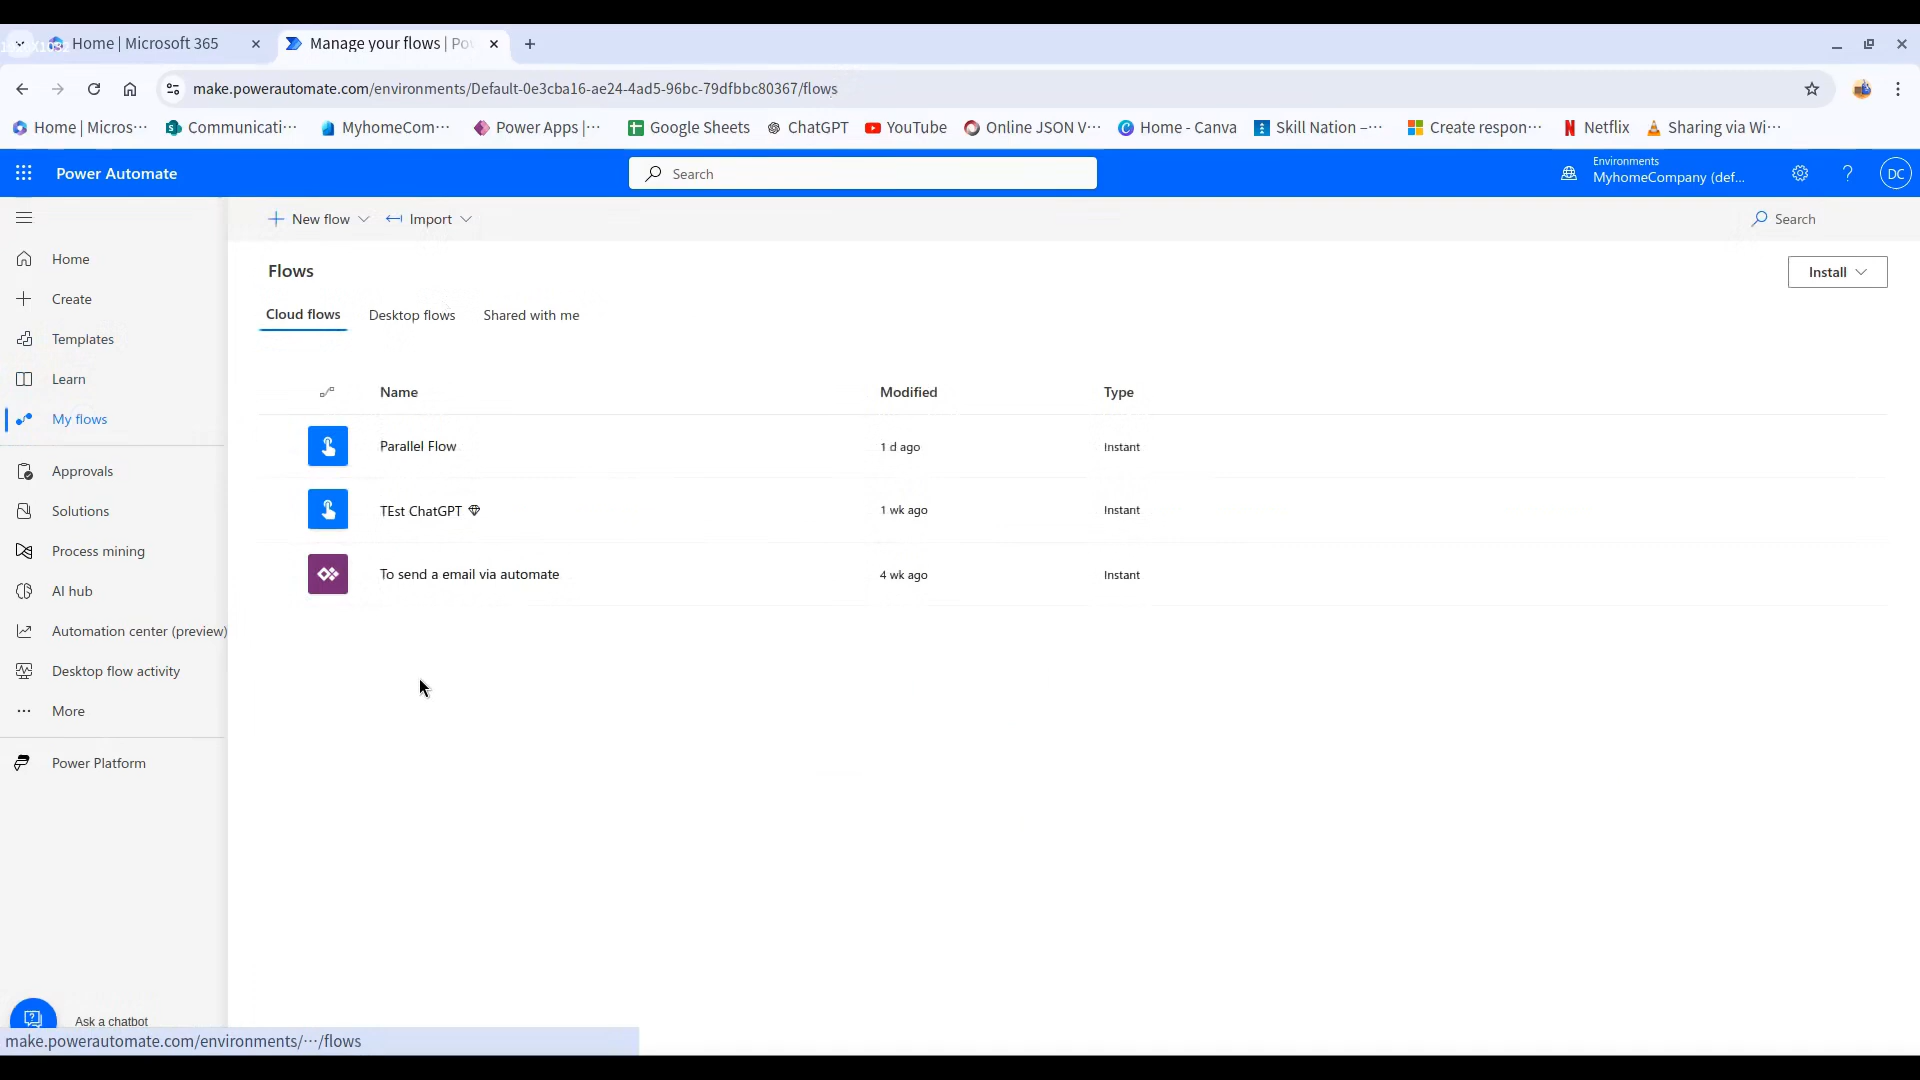 Home | Microsoft 365
Manage your flows | Po
make.powerautomate.com/environments/Default-0e3cba16-ae24-4ad5-96bc-79dfbbc80367/flows
Home | Micros··· Communicati··· MyhomeCom··· Power Apps |··· Google Sheets ChatGPT YouTube Online JSON V··· Home - Canva Skill Nation –··· Create respon··· Netflix Sharing via Wi···
Power Automate
Search
Environments
MyhomeCompany (def...
?
DC
New flow
Import
Search
Home
Create
Templates
Learn
My flows
Approvals
Solutions
Process mining
AI hub
Automation center (preview)
Desktop flow activity
More
Power Platform
Ask a chatbot
Flows
Install
Cloud flows Desktop flows Shared with me
Name Modified Type
Parallel Flow 1 d ago Instant
TEst ChatGPT 1 wk ago Instant
To send a email via automate 4 wk ago Instant
make.powerautomate.com/environments/···/flows